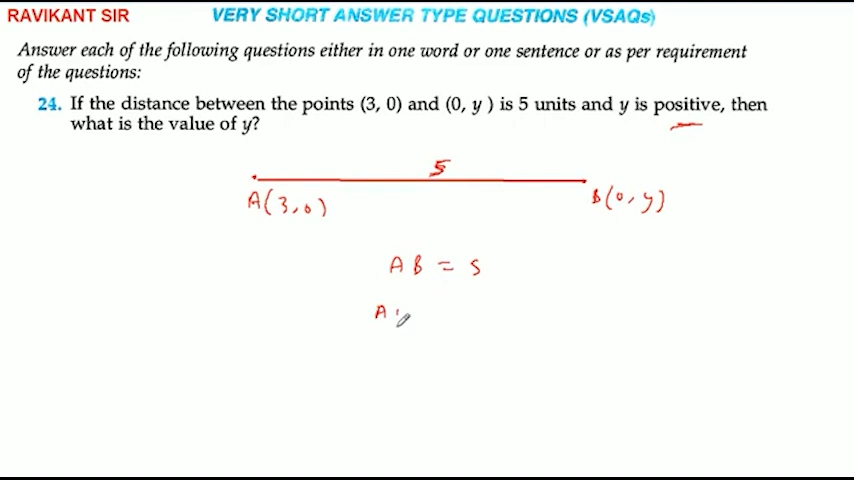 RAVIKANT SIR VERY SHORT ANSWER TYPE QUESTIONS (VSAQs)
Answer each of the following questions either in one word or one sentence or as per requirement
of the questions:
24. If the distance between the points (3, 0) and (0, y ) is 5 units and y is positive, then
what is the value of y?
5
A(3,0) B(0, y)
AB = 5
A